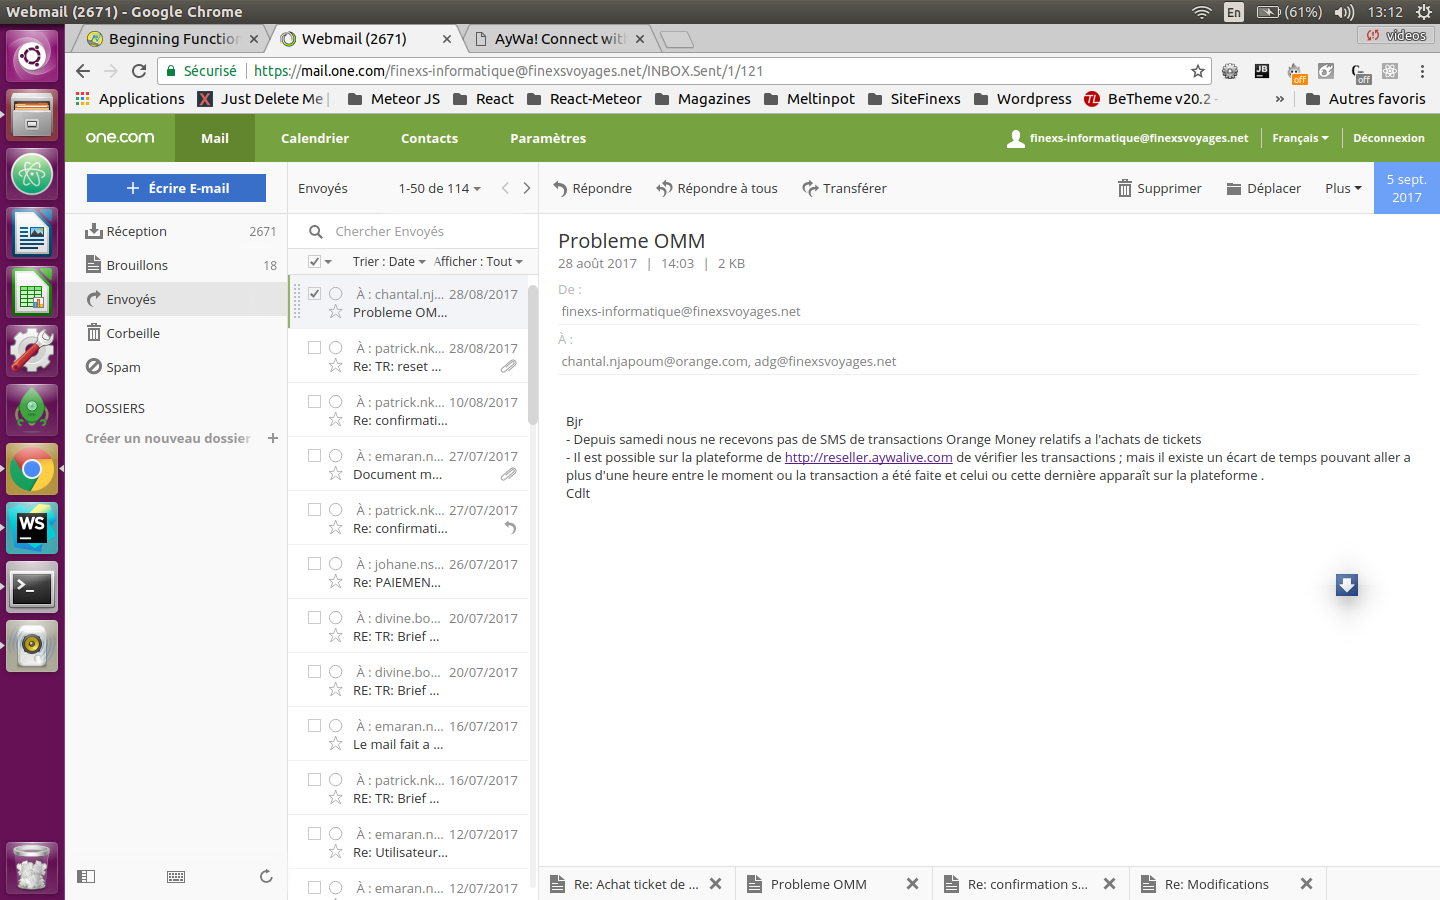 Webmail (2671) - Google Chrome
En
(61%)
13:12
Beginning Function
Webmail (2671)
AyWa! Connect with
videos
Sécurisé
https://mail.one.com/finexs-informatique@finexsvoyages.net/INBOX.Sent/1/121
JB
off
off
Applications
Just Delete Me |
Meteor JS
React
React-Meteor
Magazines
Meltinpot
SiteFinexs
Wordpress
TL
BeTheme v20.2 -
»
Autres favoris
one.com
Mail
Calendrier
Contacts
Paramètres
finexs-informatique@finexsvoyages.net
Français
Déconnexion
+ Écrire E-mail
Envoyés
1-50 de 114
Répondre
Répondre à tous
Transférer
Supprimer
Déplacer
Plus
5 sept.
2017
Réception 2671
Brouillons 18
Envoyés
Corbeille
Spam
DOSSIERS
Créer un nouveau dossier +
Chercher Envoyés
Trier : Date
Afficher : Tout
À : chantal.nj... 28/08/2017
Probleme OM...
À : patrick.nk... 28/08/2017
Re: TR: reset ...
À : patrick.nk... 10/08/2017
Re: confirmati...
À : emaran.n... 27/07/2017
Document m...
À : patrick.nk... 27/07/2017
Re: confirmati...
À : johane.ns... 26/07/2017
Re: PAIEMEN...
À : divine.bo... 20/07/2017
RE: TR: Brief ...
À : divine.bo... 20/07/2017
RE: TR: Brief ...
À : emaran.n... 16/07/2017
Le mail fait a ...
À : patrick.nk... 16/07/2017
RE: TR: Brief ...
À : emaran.n... 12/07/2017
Re: Utilisateur...
À : emaran.n... 12/07/2017
Probleme OMM
28 août 2017 | 14:03 | 2 KB
De :
finexs-informatique@finexsvoyages.net
À :
chantal.njapoum@orange.com, adg@finexsvoyages.net
Bjr
- Depuis samedi nous ne recevons pas de SMS de transactions Orange Money relatifs a l'achats de tickets
- Il est possible sur la plateforme de http://reseller.aywalive.com de vérifier les transactions ; mais il existe un écart de temps pouvant aller a
plus d'une heure entre le moment ou la transaction a été faite et celui ou cette dernière apparaît sur la plateforme .
Cdlt
Re: Achat ticket de ...
Probleme OMM
Re: confirmation s...
Re: Modifications
WS